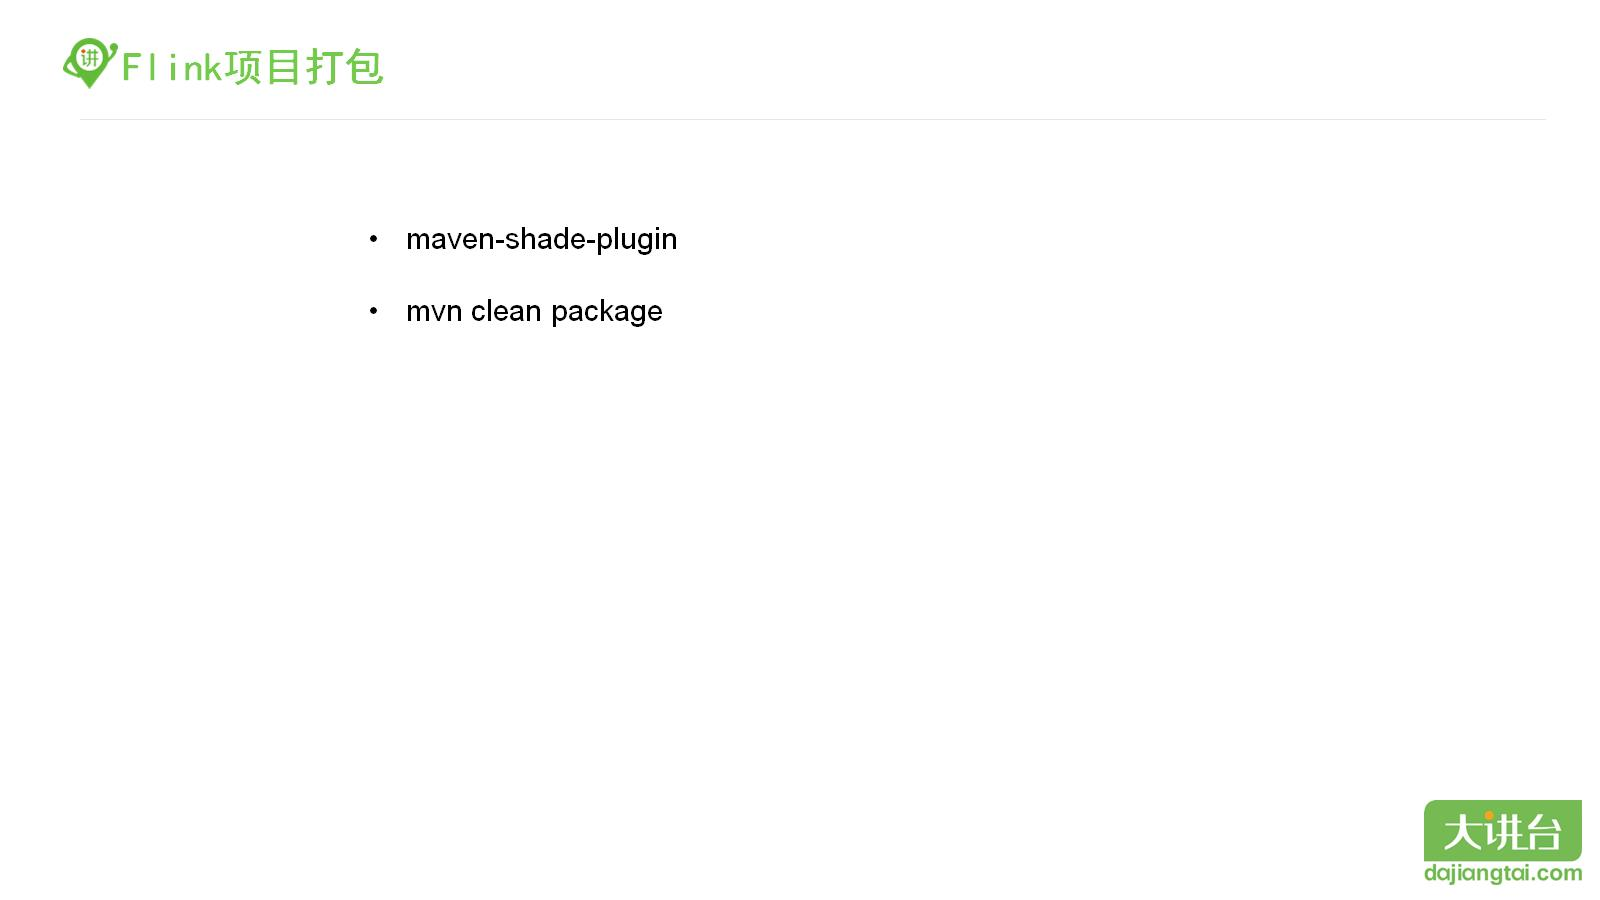 讲
Flink项目打包
• maven-shade-plugin
• mvn clean package
大讲台
dajiangtai.com